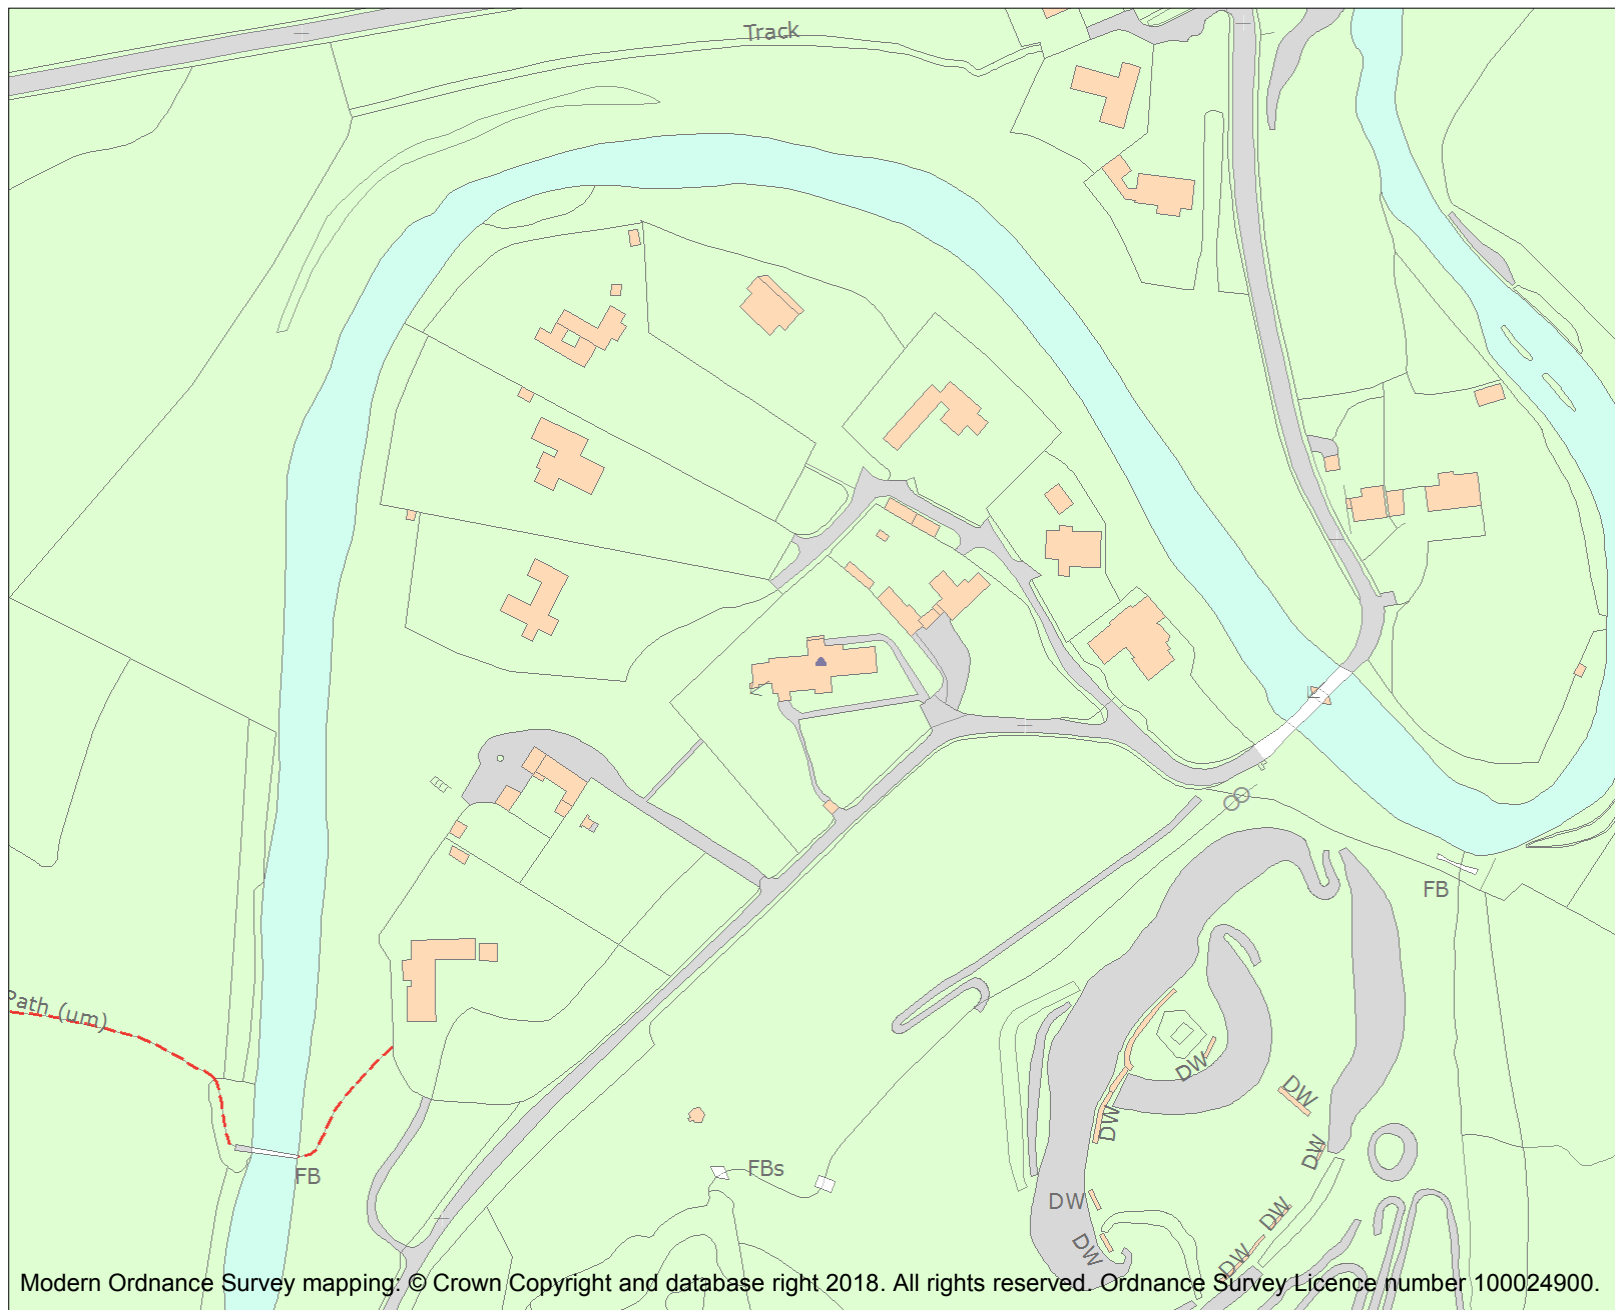 Track
FB
Path (um)
DW
DW
DW
DW
FB
FBs
DW
DW
DW
DW
Modern Ordnance Survey mapping: © Crown Copyright and database right 2018. All rights reserved. Ordnance Survey Licence number 100024900.